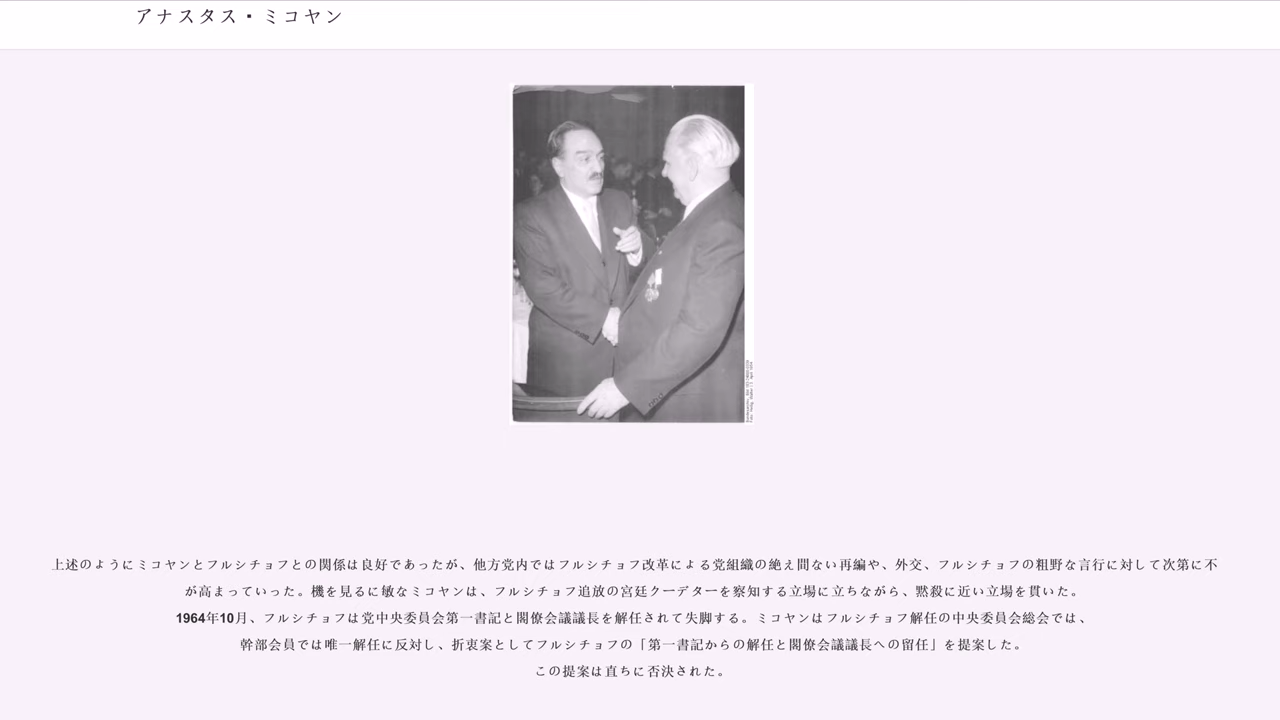 アナスタス・ミコヤン
上述のようにミコヤンとフルシチョフとの関係は良好であったが、他方党内ではフルシチョフ改革による党組織の絶え間ない再編や、外交、フルシチョフの粗野な言行に対して次第に不
が高まっていった。機を見るに敏なミコヤンは、フルシチョフ追放の宮廷クーデターを察知する立場に立ちながら、黙殺に近い立場を貫いた。
1964年10月、フルシチョフは党中央委員会第一書記と閣僚会議議長を解任されて失脚する。ミコヤンはフルシチョフ解任の中央委員会総会では、
幹部会員では唯一解任に反対し、折衷案としてフルシチョフの「第一書記からの解任と閣僚会議議長への留任」を提案した。
この提案は直ちに否決された。